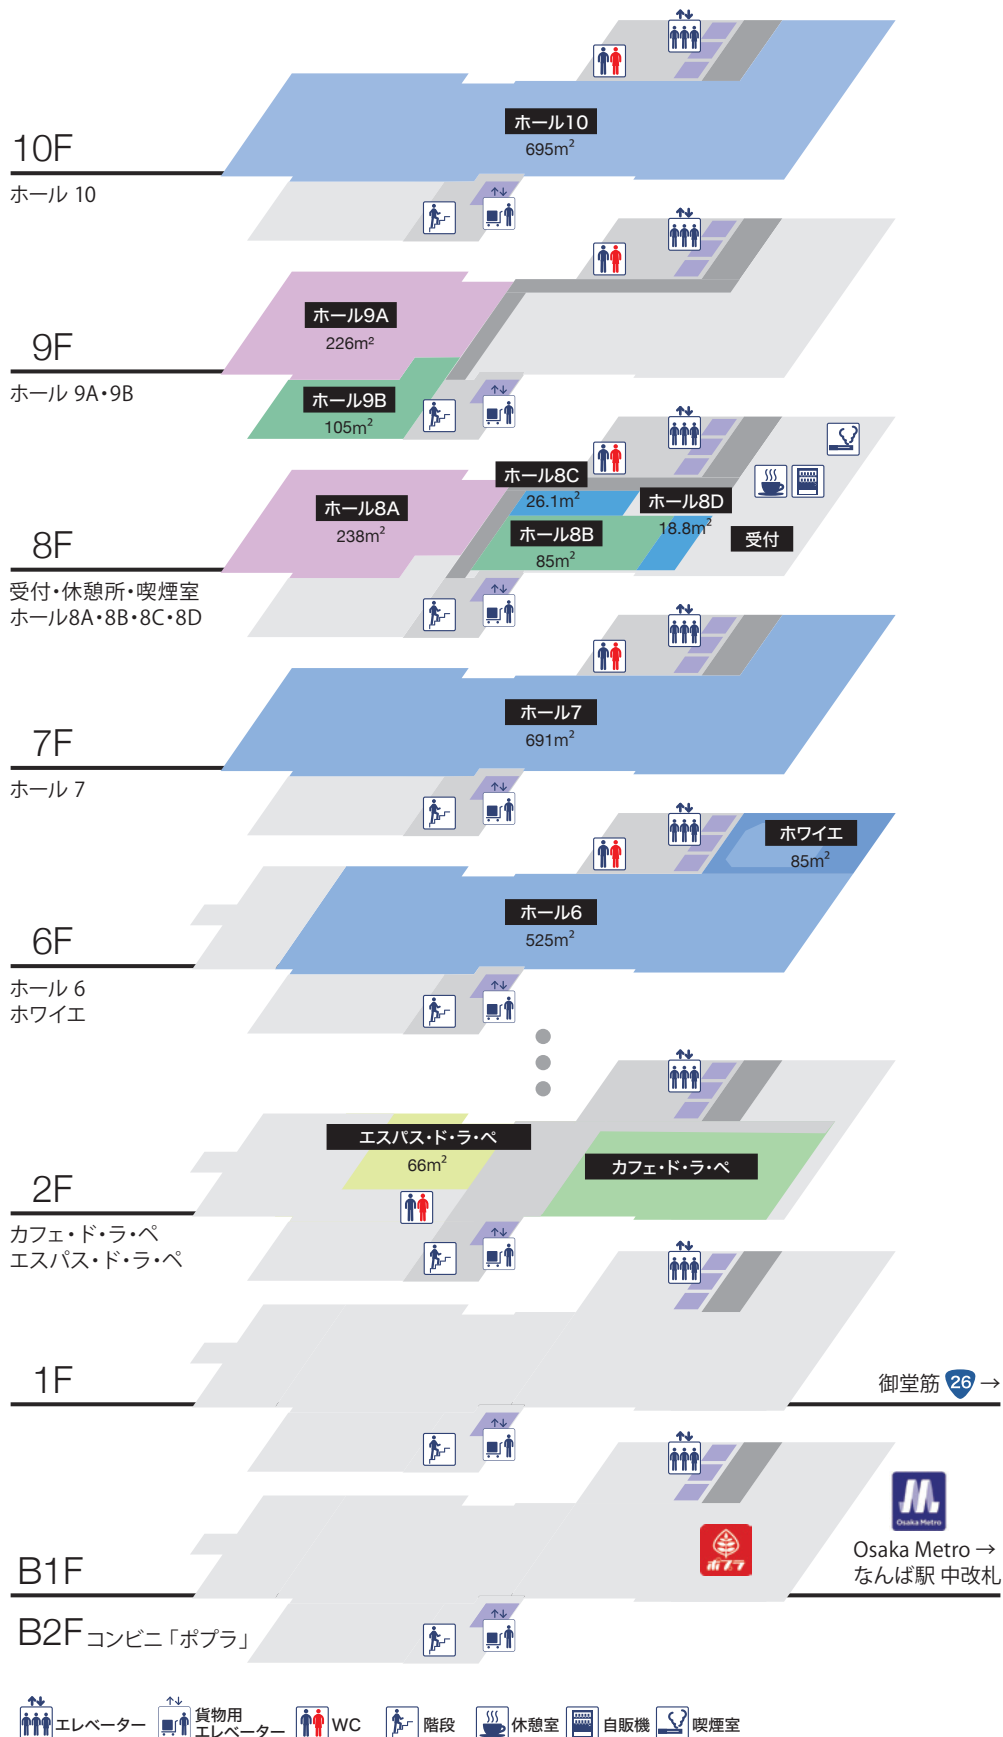 ホール10
695m²
10F
ホール 10
ホール9A
226m²
9F
ホール9B
ホール 9A・9B
105m²
ホール8C
26.1m²
ホール8D
18.8m²
ホール8A
238m²
ホール8B
85m²
受付
8F
受付・休憩所・喫煙室
ホール8A・8B・8C・8D
ホール7
691m²
7F
ホール 7
ホワイエ
85m²
ホール6
525m²
6F
ホール 6
ホワイエ
エスパス・ド・ラ・ペ
66m²
カフェ・ド・ラ・ペ
2F
カフェ・ド・ラ・ペ
エスパス・ド・ラ・ペ
1F
御堂筋 26 →
Osaka Metro
ポプラ
B1F
Osaka Metro →
なんば駅 中改札
B2F コンビニ「ポプラ」
エレベーター
貨物用
エレベーター
WC
階段
休憩室
自販機
喫煙室